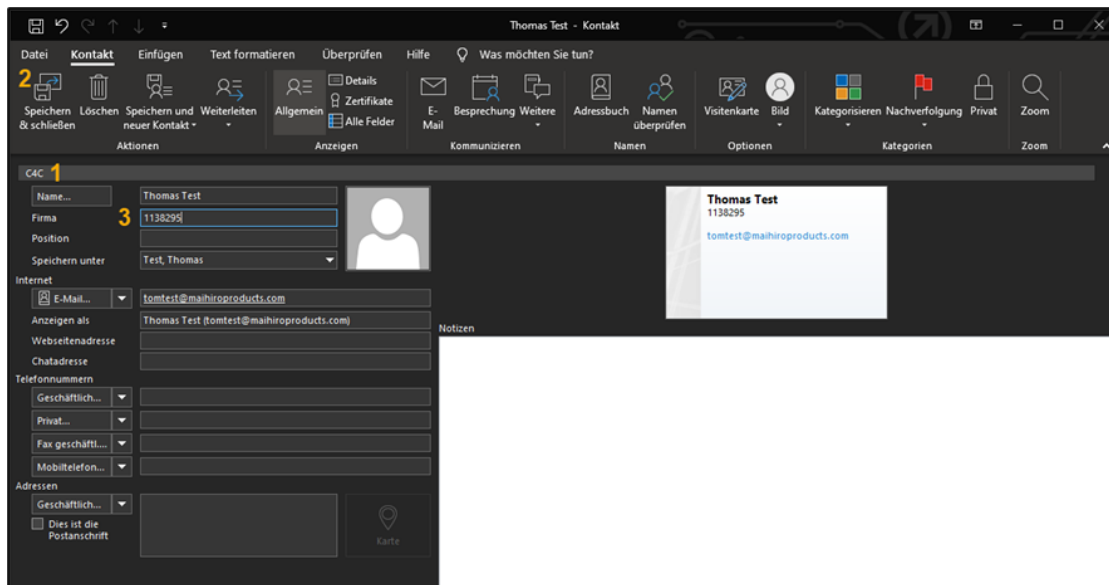 Thomas Test - Kontakt
Datei Kontakt Einfügen Text formatieren Überprüfen Hilfe Was möchten Sie tun?
2
Speichern & schließen
Löschen
Speichern und neuer Kontakt
Weiterleiten
Aktionen
Allgemein
Details
Zertifikate
Alle Felder
Anzeigen
E-Mail
Besprechung
Weitere
Kommunizieren
Adressbuch
Namen überprüfen
Namen
Visitenkarte
Bild
Optionen
Kategorisieren
Nachverfolgung
Privat
Kategorien
Zoom
Zoom
C4C 1
Name... Thomas Test
Firma 3 1138295
Position
Speichern unter Test, Thomas
Internet
E-Mail... tomtest@maihiroproducts.com
Anzeigen als Thomas Test (tomtest@maihiroproducts.com)
Webseitenadresse
Chatadresse
Telefonnummern
Geschäftlich...
Privat...
Fax geschäftl....
Mobiltelefon...
Adressen
Geschäftlich...
Dies ist die
Postanschrift
Karte
Thomas Test
1138295
tomtest@maihiroproducts.com
Notizen